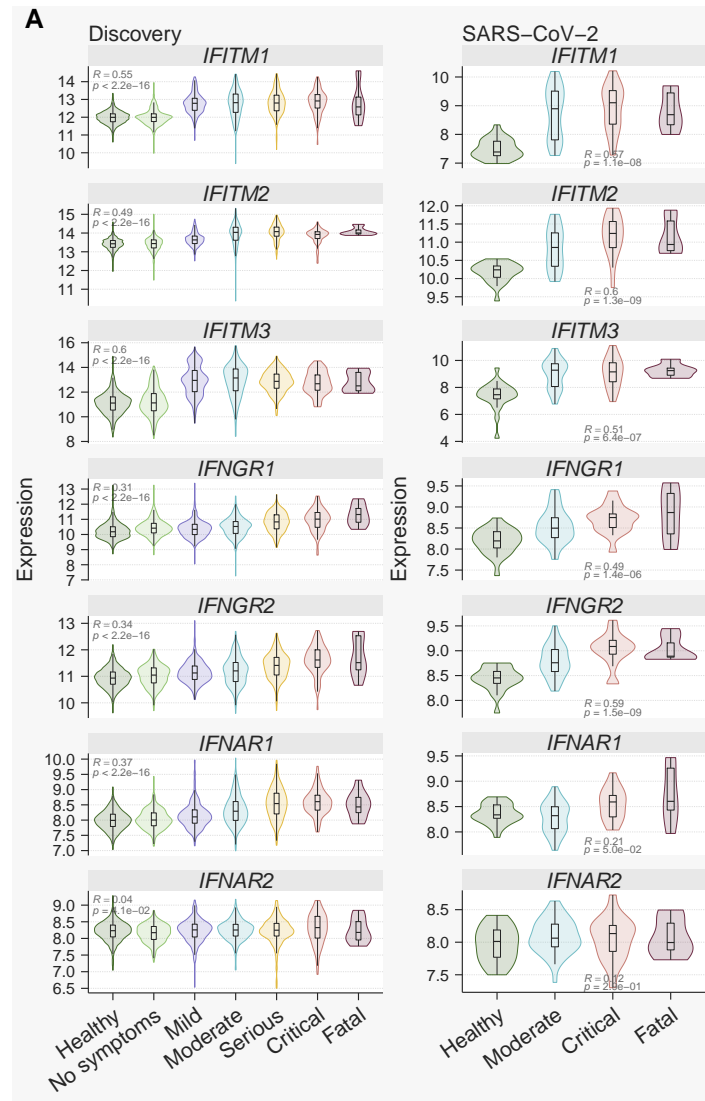 A
Discovery
IFITM1
R = 0.55
p < 2.2e−16
14
13
12
10
IFITM2
R = 0.49
p < 2.2e−16
15
14
13
12
11
IFITM3
R = 0.6
p < 2.2e−16
16
14
12
10
8
IFNGR1
R = 0.31
p < 2.2e−16
13
12
11
10
9
8
7
IFNGR2
R = 0.34
p < 2.2e−16
13
12
11
10
IFNAR1
R = 0.37
p < 2.2e−16
10.0
9.5
9.0
8.5
8.0
7.5
7.0
IFNAR2
R = 0.04
p = 4.1e−02
9.0
8.5
8.0
7.5
7.0
6.5
Expression
Healthy
No symptoms
Mild
Moderate
Serious
Critical
Fatal
SARS−CoV−2
IFITM1
10
9
8
7
R = 0.57
p = 1.1e−08
IFITM2
12.0
11.5
11.0
10.5
10.0
9.5
R = 0.6
p = 1.3e−09
IFITM3
10
8
6
4
R = 0.51
p = 6.4e−07
IFNGR1
9.5
9.0
8.5
8.0
7.5
R = 0.49
p = 1.4e−06
IFNGR2
9.5
9.0
8.5
8.0
R = 0.59
p = 1.5e−09
IFNAR1
9.5
9.0
8.5
8.0
R = 0.21
p = 5.0e−02
IFNAR2
8.5
8.0
7.5
R = 0.12
Expression
Healthy
Moderate
Critical
Fatal